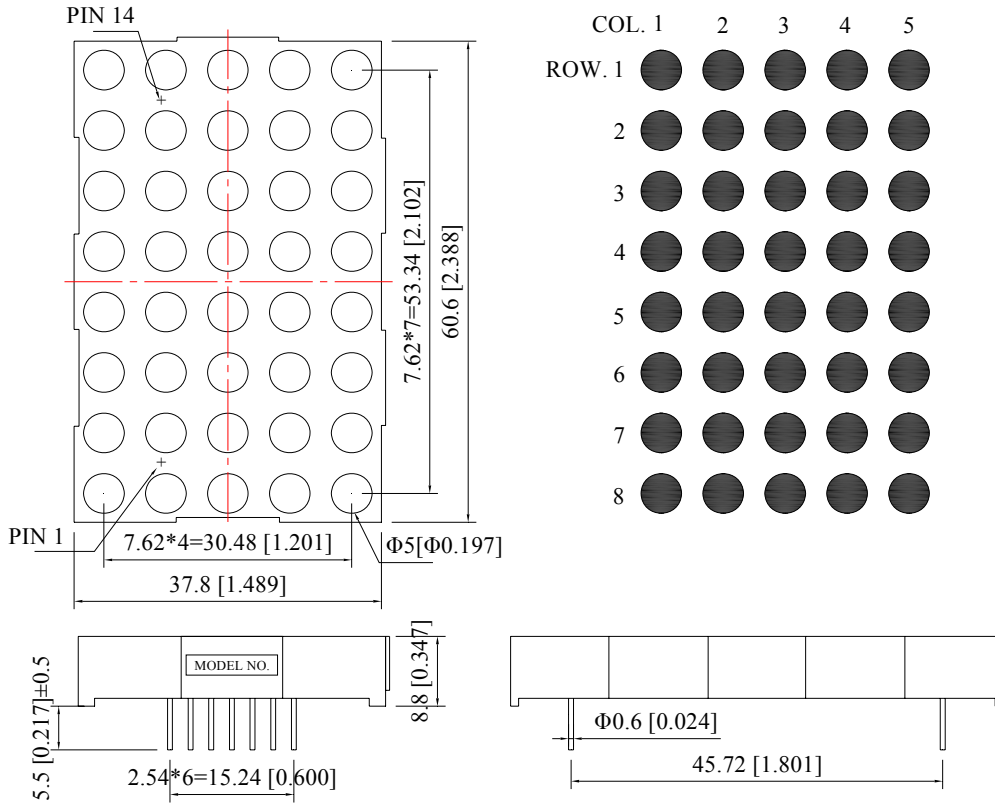 PIN 14
COL. 1 2 3 4 5
ROW. 1
2
3
4
5
6
7
8
7.62*7=53.34 [2.102]
60.6 [2.388]
PIN 1
7.62*4=30.48 [1.201]
Φ5[Φ0.197]
37.8 [1.489]
MODEL NO.
8.8 [0.347]
5.5 [0.217]±0.5
2.54*6=15.24 [0.600]
Φ0.6 [0.024]
45.72 [1.801]